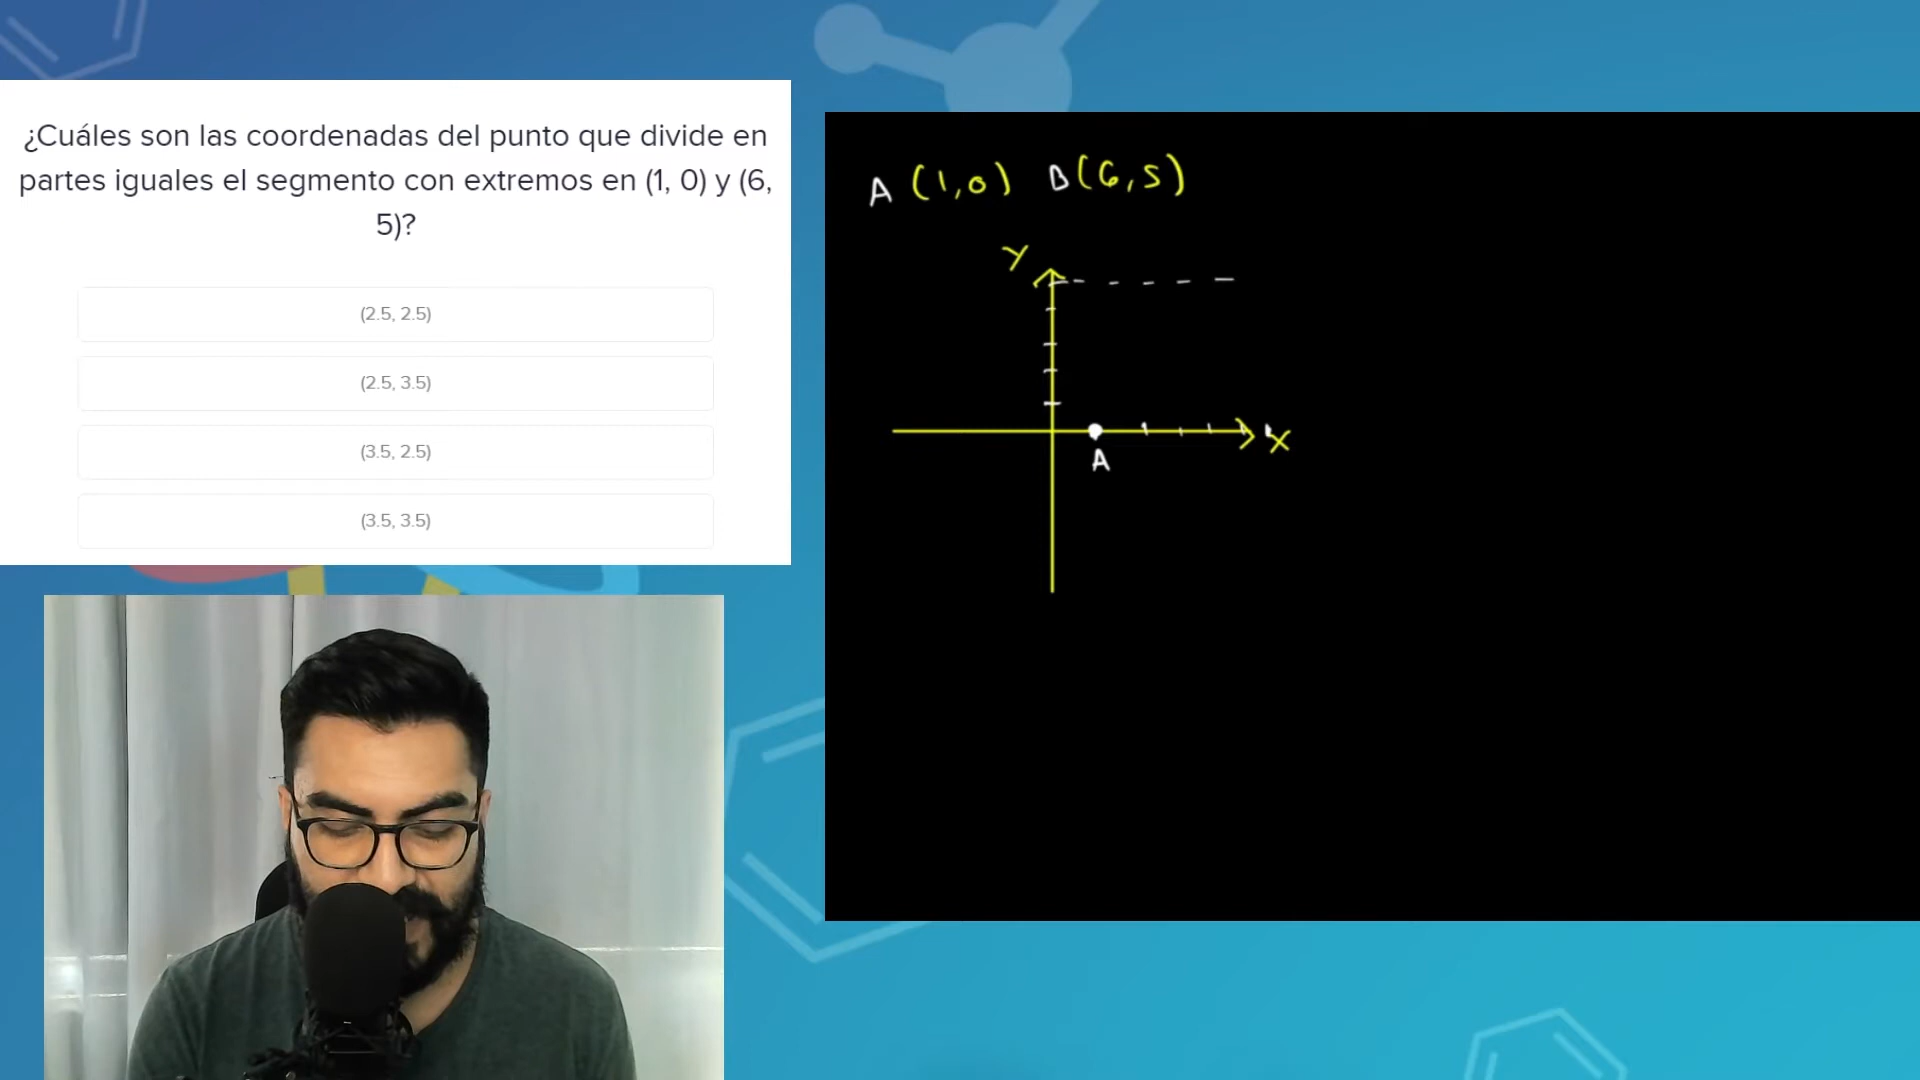 ¿Cuáles son las coordenadas del punto que divide en
partes iguales el segmento con extremos en (1, 0) y (6,
5)?
(2.5, 2.5)
(2.5, 3.5)
(3.5, 2.5)
(3.5, 3.5)
A (1,0) B(6,5)
Y
X
A